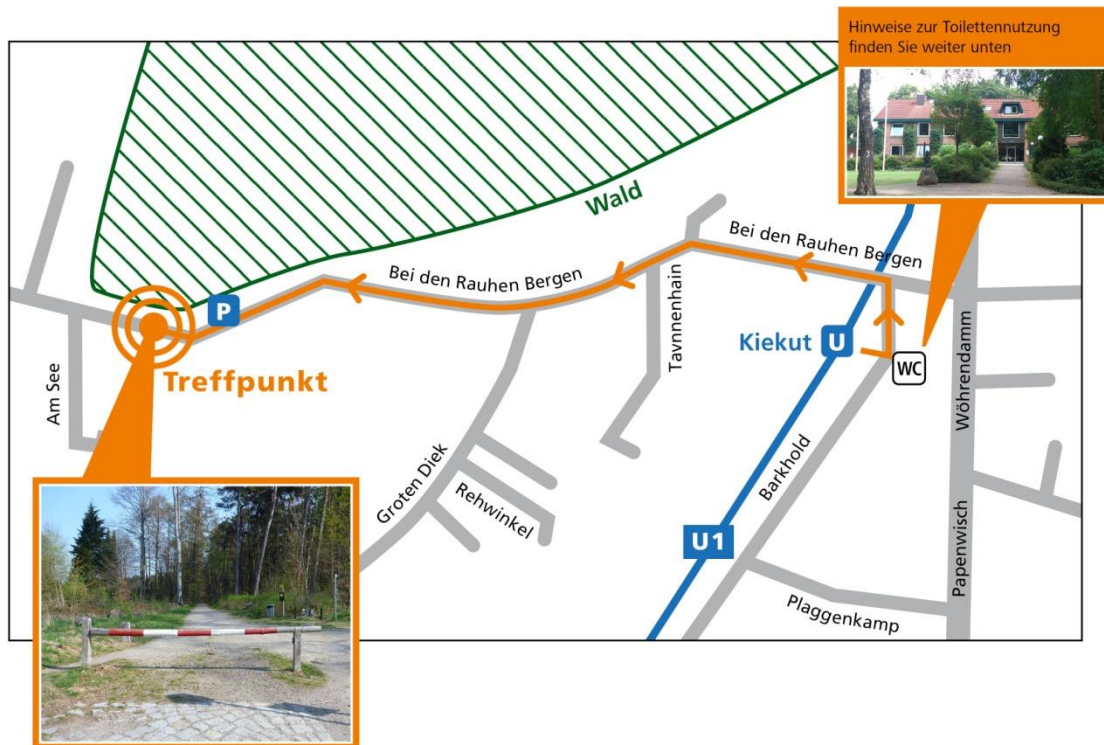 Hinweise zur Toilettennutzung
finden Sie weiter unten
Wald
Bei den Rauhen Bergen
Bei den Rauhen Bergen
P
Kiekut
U
WC
Treffpunkt
Am See
Tavnnenhain
Wöhrendamm
Groten Diek
Rehwinkel
Barkhold
U1
Papenwisch
Plaggenkamp